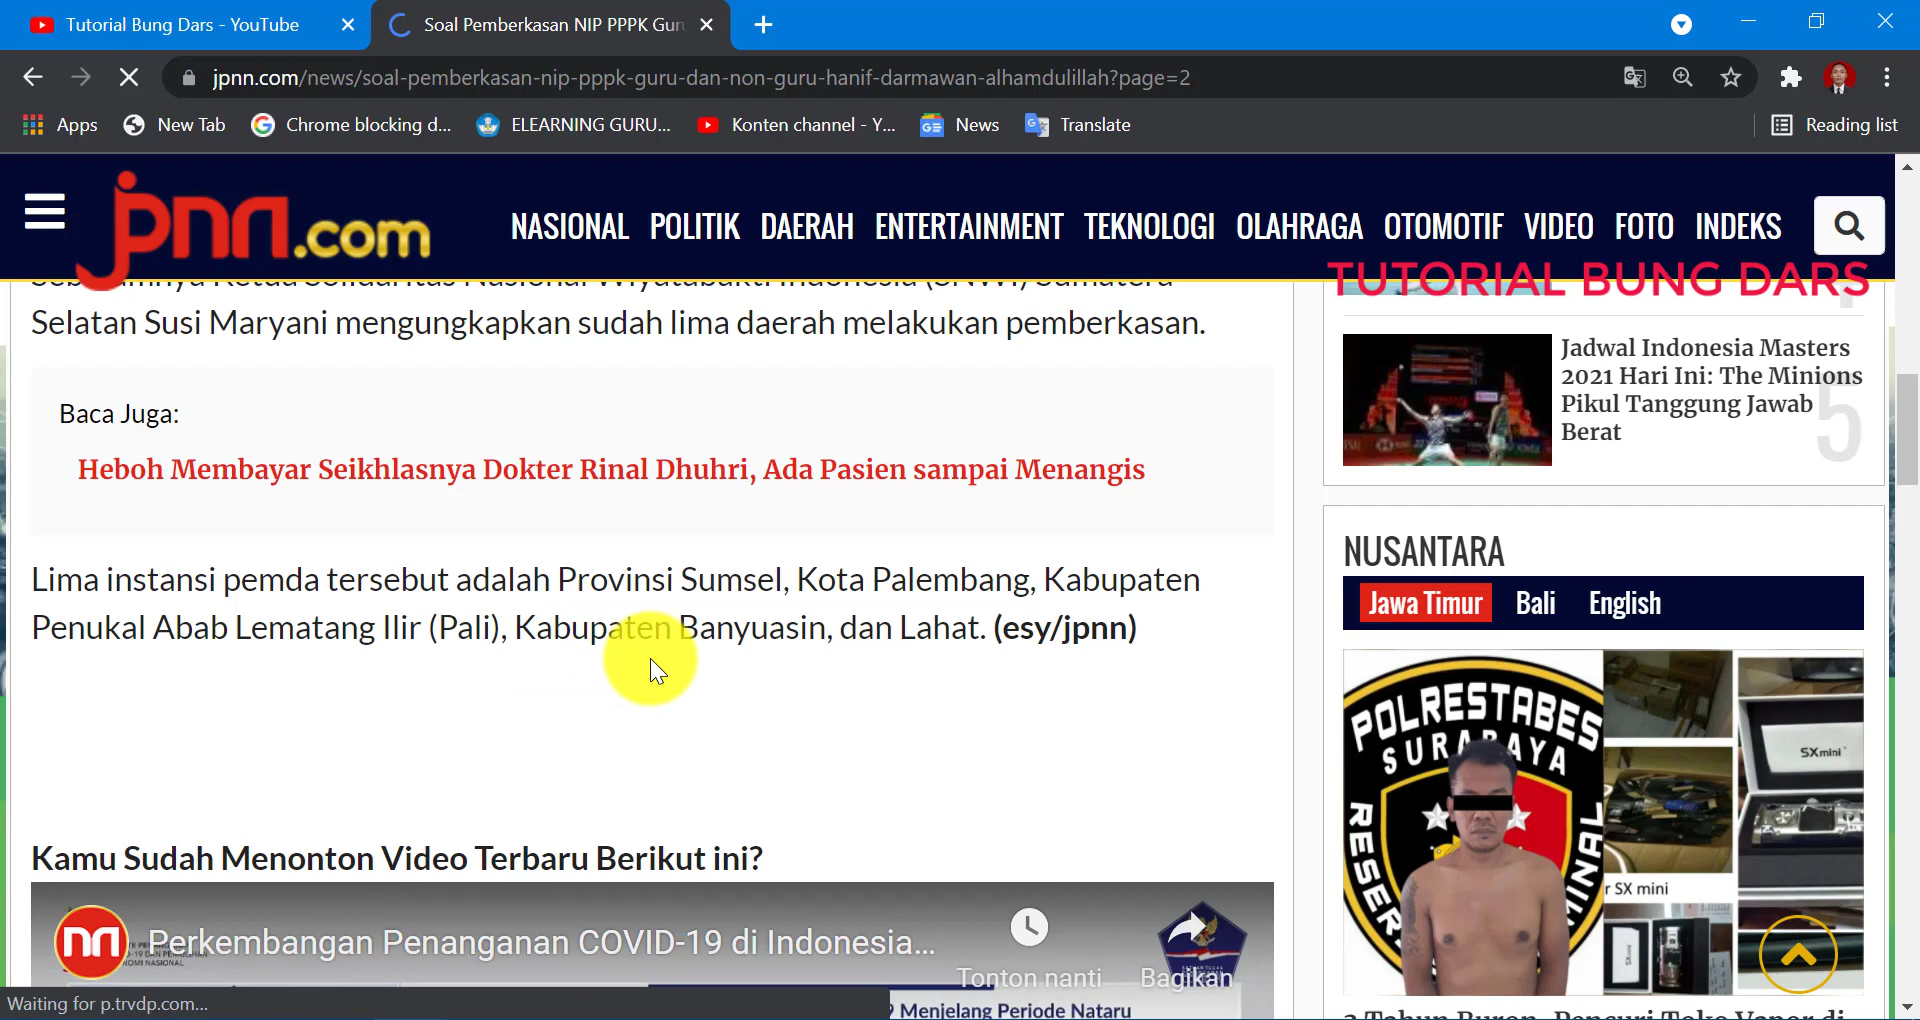 Tutorial Bung Dars - YouTube
Soal Pemberkasan NIP PPPK Guru
jpnn.com/news/soal-pemberkasan-nip-pppk-guru-dan-non-guru-hanif-darmawan-alhamdulillah?page=2
Apps
New Tab
Chrome blocking d...
ELEARNING GURU...
Konten channel - Y...
News
Translate
Reading list
jpnn.com
NASIONAL POLITIK DAERAH ENTERTAINMENT TEKNOLOGI OLAHRAGA OTOMOTIF VIDEO FOTO INDEKS
TUTORIAL BUNG DARS
Selatan Susi Maryani mengungkapkan sudah lima daerah melakukan pemberkasan.
Baca Juga:
Heboh Membayar Seikhlasnya Dokter Rinal Dhuhri, Ada Pasien sampai Menangis
Lima instansi pemda tersebut adalah Provinsi Sumsel, Kota Palembang, Kabupaten
Penukal Abab Lematang Ilir (Pali), Kabupaten Banyuasin, dan Lahat. (esy/jpnn)
Kamu Sudah Menonton Video Terbaru Berikut ini?
Perkembangan Penanganan COVID-19 di Indonesia...
Tonton nanti
Bagikan
9 Menjelang Periode Nataru
Waiting for p.trvdp.com...
Jadwal Indonesia Masters
2021 Hari Ini: The Minions
Pikul Tanggung Jawab
Berat
5
NUSANTARA
Jawa Timur
Bali
English
POLRESTABES
SURABAYA
SXmini
r SX mini